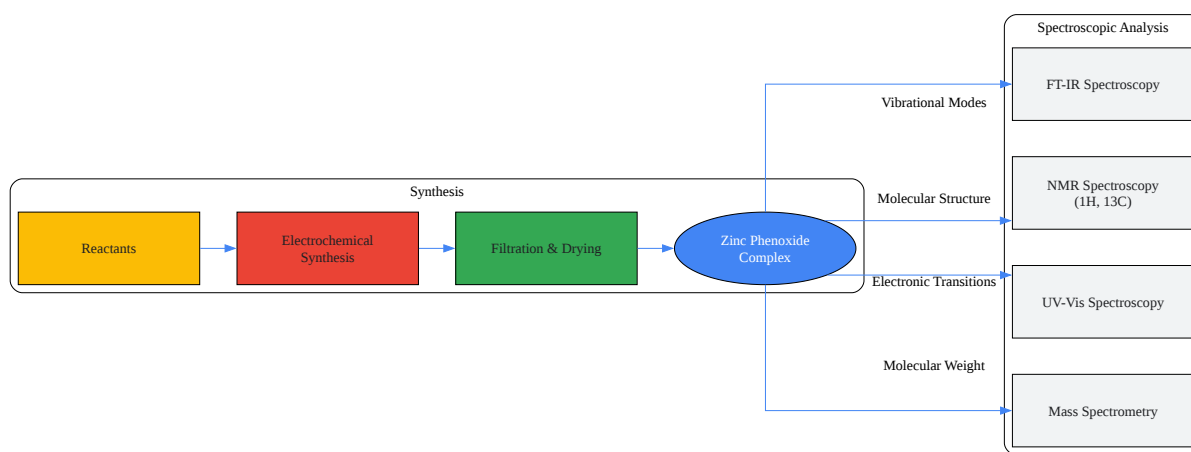 Spectroscopic Analysis
FT-IR Spectroscopy
Vibrational Modes
Synthesis
NMR Spectroscopy
(1H, 13C)
Molecular Structure
Reactants
Electrochemical
Synthesis
Filtration & Drying
Zinc Phenoxide
Complex
Electronic Transitions
UV-Vis Spectroscopy
Molecular Weight
Mass Spectrometry